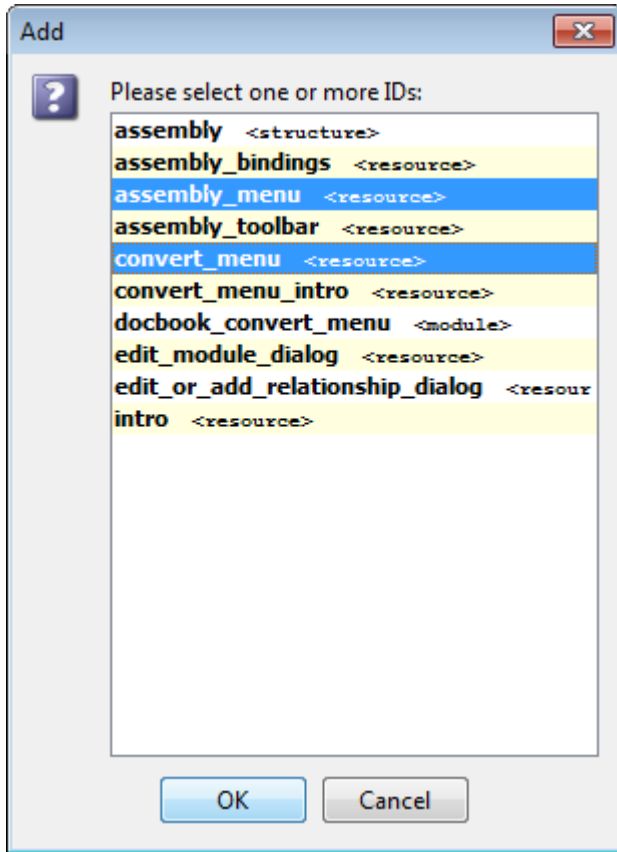 Add
Please select one or more IDs:
assembly <structure>
assembly_bindings <resource>
assembly_menu <resource>
assembly_toolbar <resource>
convert_menu <resource>
convert_menu_intro <resource>
docbook_convert_menu <module>
edit_module_dialog <resource>
edit_or_add_relationship_dialog <resour
intro <resource>
OK Cancel